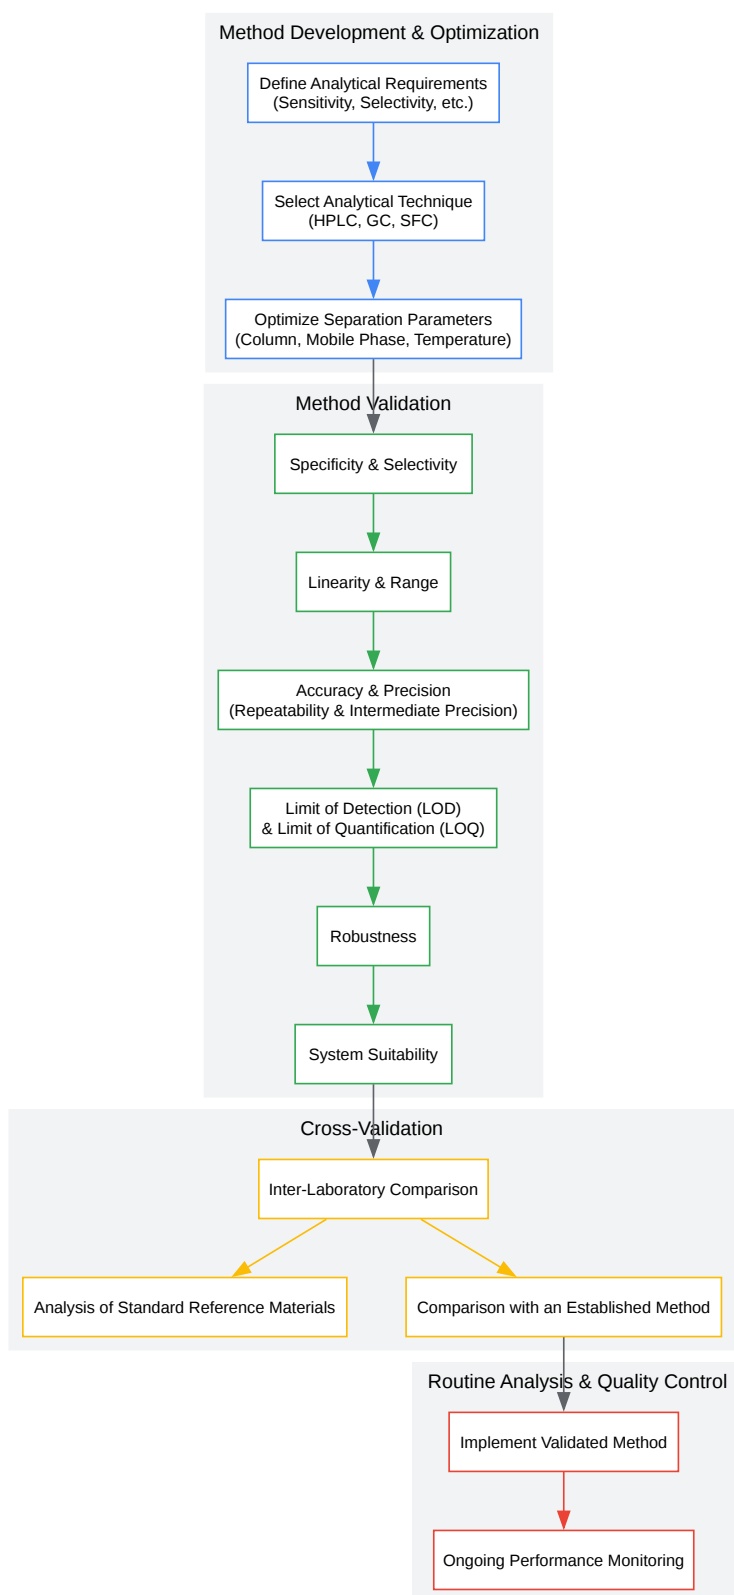 Method Development & Optimization
Define Analytical Requirements
(Sensitivity, Selectivity, etc.)
Select Analytical Technique
(HPLC, GC, SFC)
Optimize Separation Parameters
(Column, Mobile Phase, Temperature)
Method Validation
Specificity & Selectivity
Linearity & Range
Accuracy & Precision
(Repeatability & Intermediate Precision)
Limit of Detection (LOD)
& Limit of Quantification (LOQ)
Robustness
System Suitability
Cross-Validation
Inter-Laboratory Comparison
Analysis of Standard Reference Materials
Comparison with an Established Method
Routine Analysis & Quality Control
Implement Validated Method
Ongoing Performance Monitoring